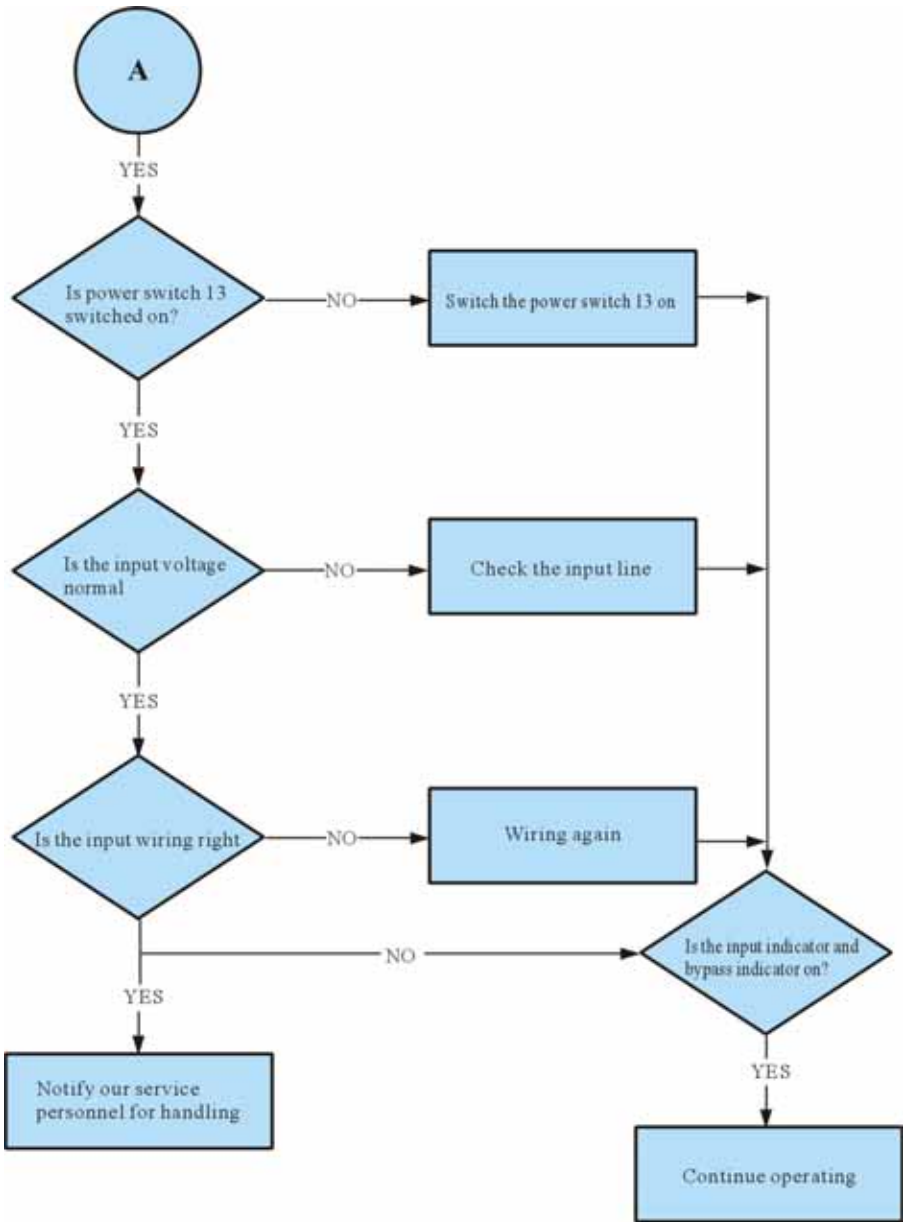 A
YES
Is power switch 13
switched on?
NO
Switch the power switch 13 on
YES
Is the input voltage
normal
NO
Check the input line
YES
Is the input wiring right
NO
Wiring again
NO
Is the input indicator and
bypass indicator on?
YES
Notify our service
personnel for handling
YES
Continue operating